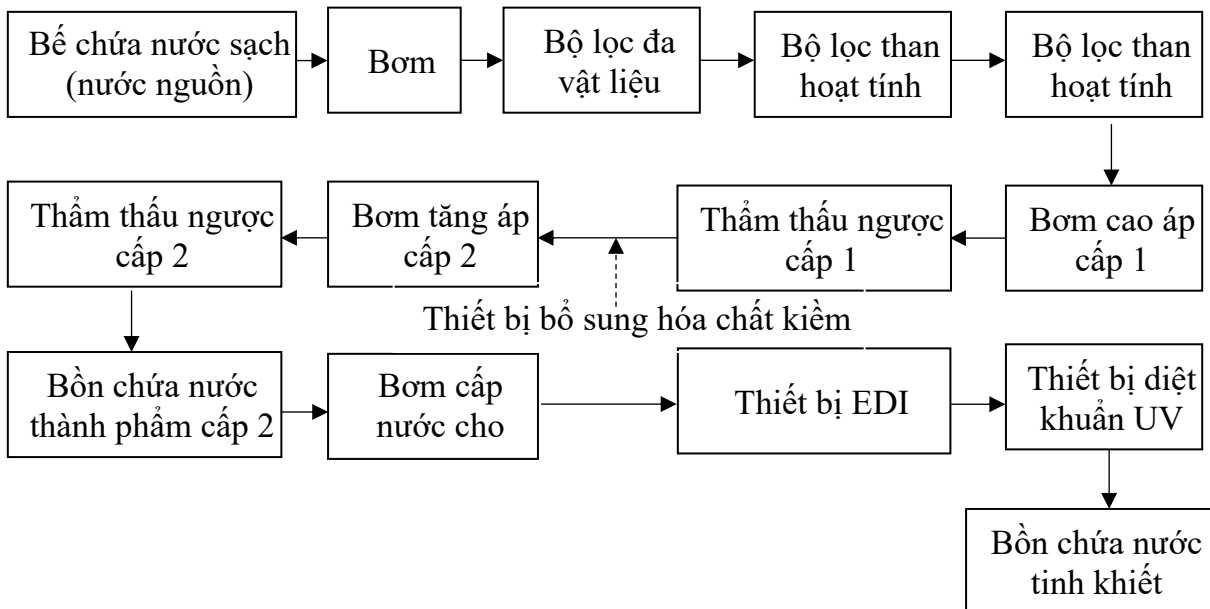 Bế chứa nước sạch
(nước nguồn)
Bơm
Bộ lọc đa
vật liệu
Bộ lọc than
hoạt tính
Bộ lọc than
hoạt tính
Thẩm thấu ngược
cấp 2
Bơm tăng áp
cấp 2
Thẩm thấu ngược
cấp 1
Bơm cao áp
cấp 1
Thiết bị bổ sung hóa chất kiềm
Bồn chứa nước
thành phẩm cấp 2
Bơm cấp
nước cho
Thiết bị EDI
Thiết bị diệt
khuẩn UV
Bồn chứa nước
tinh khiết